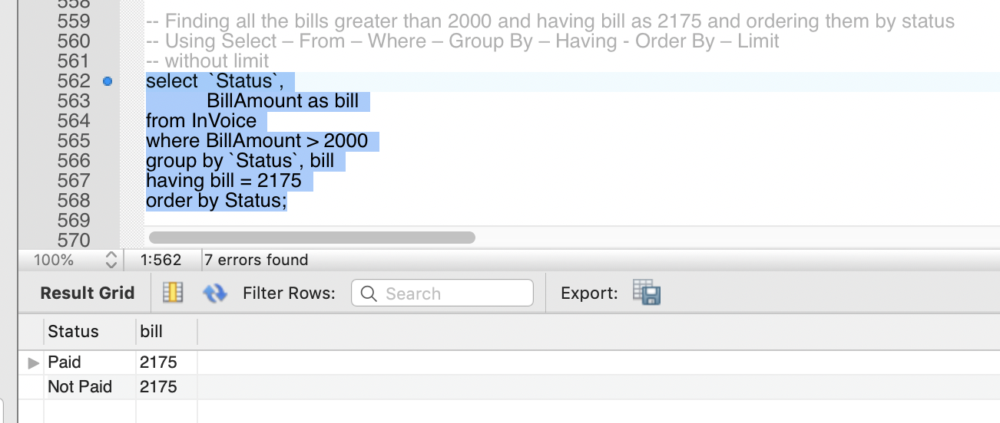 558
559 -- Finding all the bills greater than 2000 and having bill as 2175 and ordering them by status
560 -- Using Select – From – Where – Group By – Having - Order By – Limit
561 -- without limit
562 select `Status`,
563 BillAmount as bill
564 from InVoice
565 where BillAmount > 2000
566 group by `Status`, bill
567 having bill = 2175
568 order by Status;
569
570
100% 1:562 7 errors found
Result Grid Filter Rows: Search Export:
Status bill
Paid 2175
Not Paid 2175